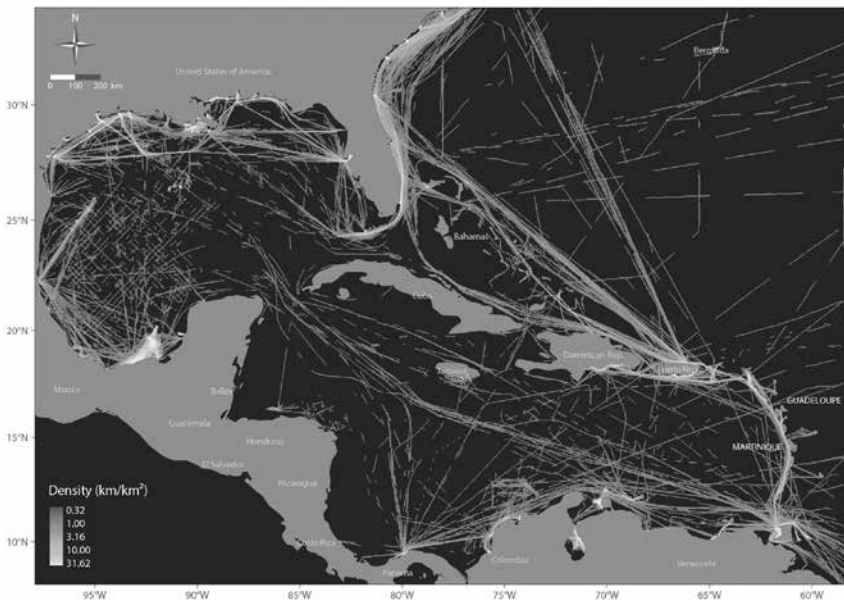 N
0 100 200 km
United States of America
Bermuda
30°N
25°N
Bahamas
Cuba
20°N
Dominican Rep.
Puerto Rico
Jamaica
Mexico
Belize
GUADELOUPE
Guatemala
15°N
Honduras
MARTINIQUE
El Salvador
Nicaragua
Density (km/km²)
0.32
1.00
3.16
10.00
31.62
Costa Rica
10°N
Colombia
Venezuela
Panama
95°W 90°W 85°W 80°W 75°W 70°W 65°W 60°W